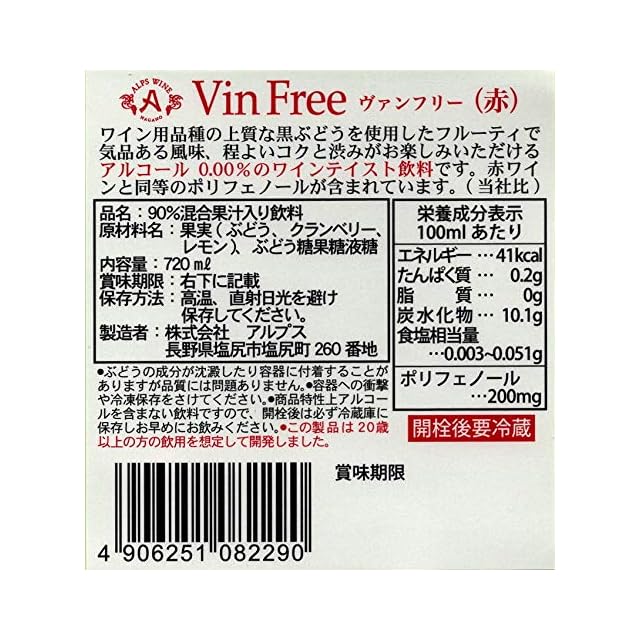 ALPS WINE
A
NAGANO
Vin Free ヴァンフリー (赤)
ワイン用品種の上質な黒ぶどうを使用したフルーティで
気品ある風味、程よいコクと渋みがお楽しみいただける
アルコール 0.00%のワインテイスト飲料です。赤ワイ
ンと同等のポリフェノールが含まれています。(当社比)
品名：90%混合果汁入り飲料
原材料名：果実(ぶどう、クランベリー、
レモン)、ぶどう糖果糖液糖
内容量：720㎖
賞味期限：右下に記載
保存方法：高温、直射日光を避け
保存してください。
製造者：株式会社 アルプス
長野県塩尻市塩尻町 260 番地
栄養成分表示
100mlあたり
エネルギー…41kcal
たんぱく質…0.2g
脂質…0g
炭水化物…10.1g
食塩相当量
…0.003~0.051g
ポリフェノール
…200mg
●ぶどうの成分が沈澱したり容器に付着することが
ありますが品質には問題ありません。●容器への衝撃
や冷凍保存をさけてください。●商品特性上アルコー
ルを含まない飲料ですので、開栓後は必ず冷蔵庫に
保存しお早めにお飲みください。●この製品は20歳
以上の方の飲用を想定して開発しました。
開栓後要冷蔵
賞味期限
4 906251 082290